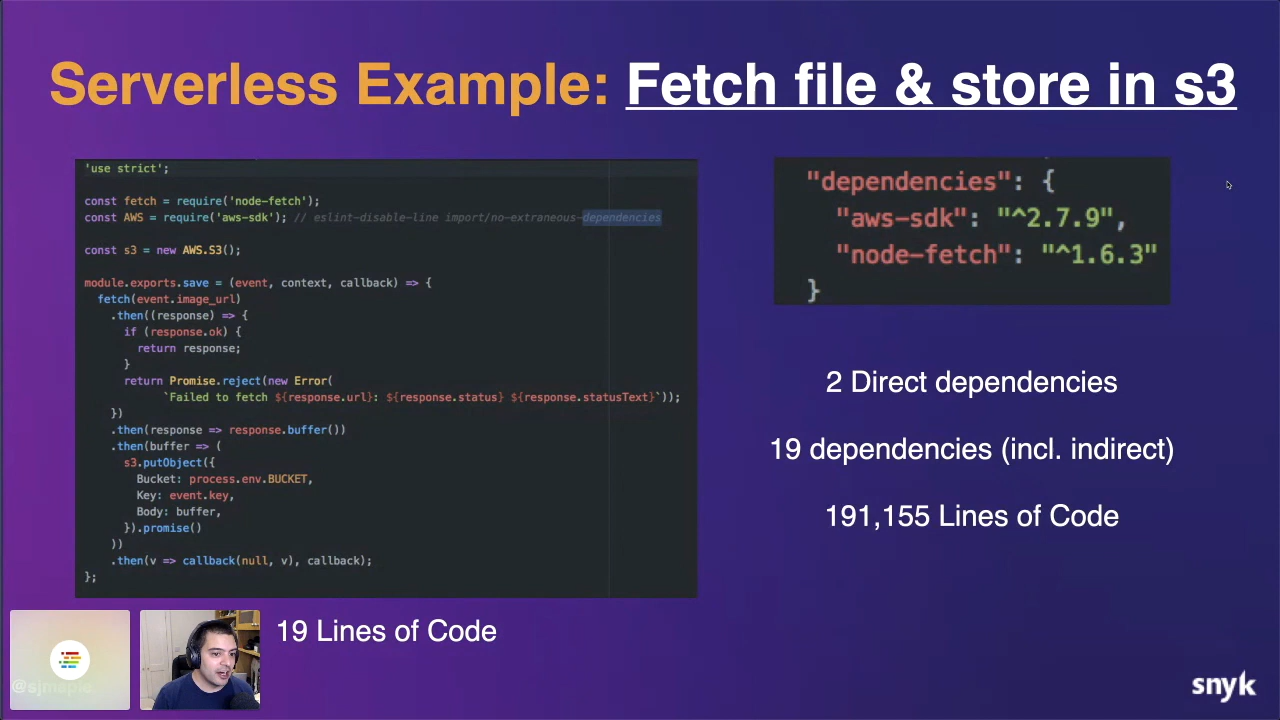 Serverless Example: Fetch file & store in s3
'use strict';
const fetch = require('node-fetch');
const AWS = require('aws-sdk'); // eslint-disable-line import/no-extraneous-dependencies
const s3 = new AWS.S3();
module.exports.save = (event, context, callback) => {
fetch(event.image_url)
.then((response) => {
if (response.ok) {
return response;
}
return Promise.reject(new Error(
`Failed to fetch ${response.url}: ${response.status} ${response.statusText}`));
})
.then(response => response.buffer())
.then(buffer => (
s3.putObject({
Bucket: process.env.BUCKET,
Key: event.key,
Body: buffer,
}).promise()
))
.then(v => callback(null, v), callback);
};
19 Lines of Code
"dependencies": {
"aws-sdk": "^2.7.9",
"node-fetch": "^1.6.3"
}
2 Direct dependencies
19 dependencies (incl. indirect)
191,155 Lines of Code
@sjmaple
snyk